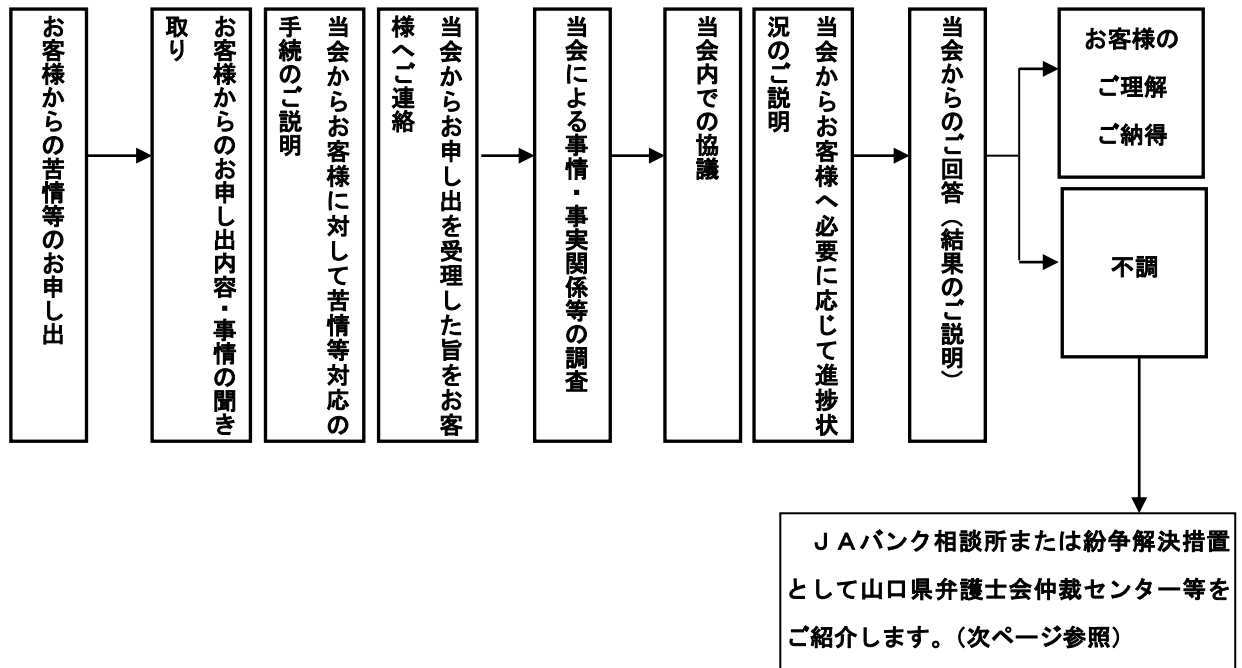 お客様からの苦情等のお申し出
お客様からのお申し出内容・事情の聞き
取り
当会からお客様に対して苦情等対応の
手続のご説明
当会からお申し出を受理した旨をお客
様へご連絡
当会による事情・事実関係等の調査
当会内での協議
当会からお客様へ必要に応じて進捗状
況のご説明
当会からのご回答（結果のご説明）
お客様の
ご理解
ご納得
不調
ＪＡバンク相談所または紛争解決措置
として山口県弁護士会仲裁センター等を
ご紹介します。（次ページ参照）